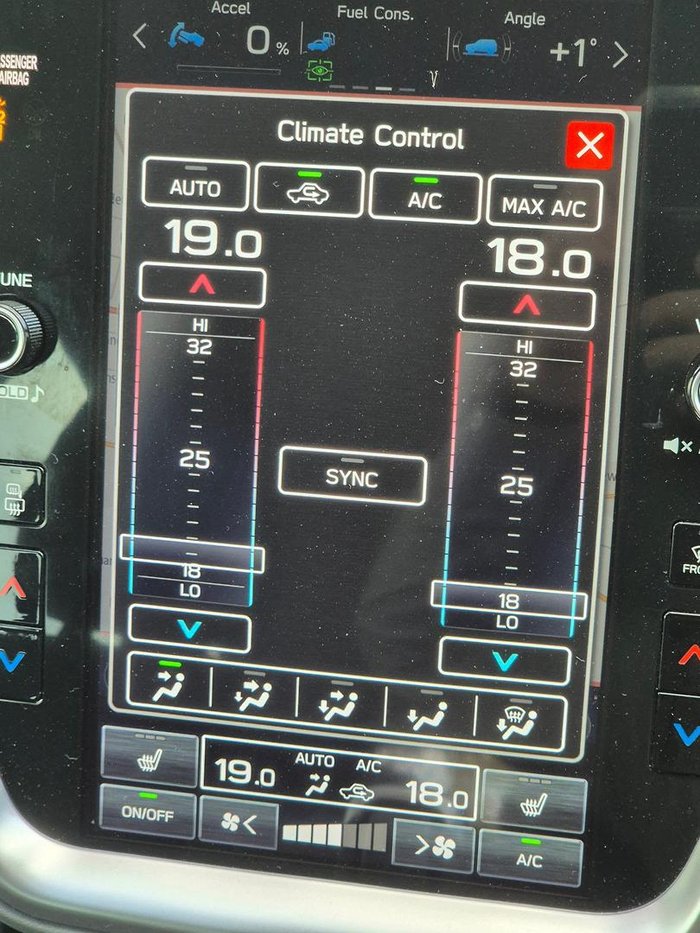 Accel
Fuel Cons.
Angle
0 %
+1°
AIRBAG
Climate Control
AUTO
A/C
MAX A/C
19.0
18.0
HI
32
25
18
LO
HI
32
25
18
LO
SYNC
AUTO
A/C
19.0
18.0
ON/OFF
A/C